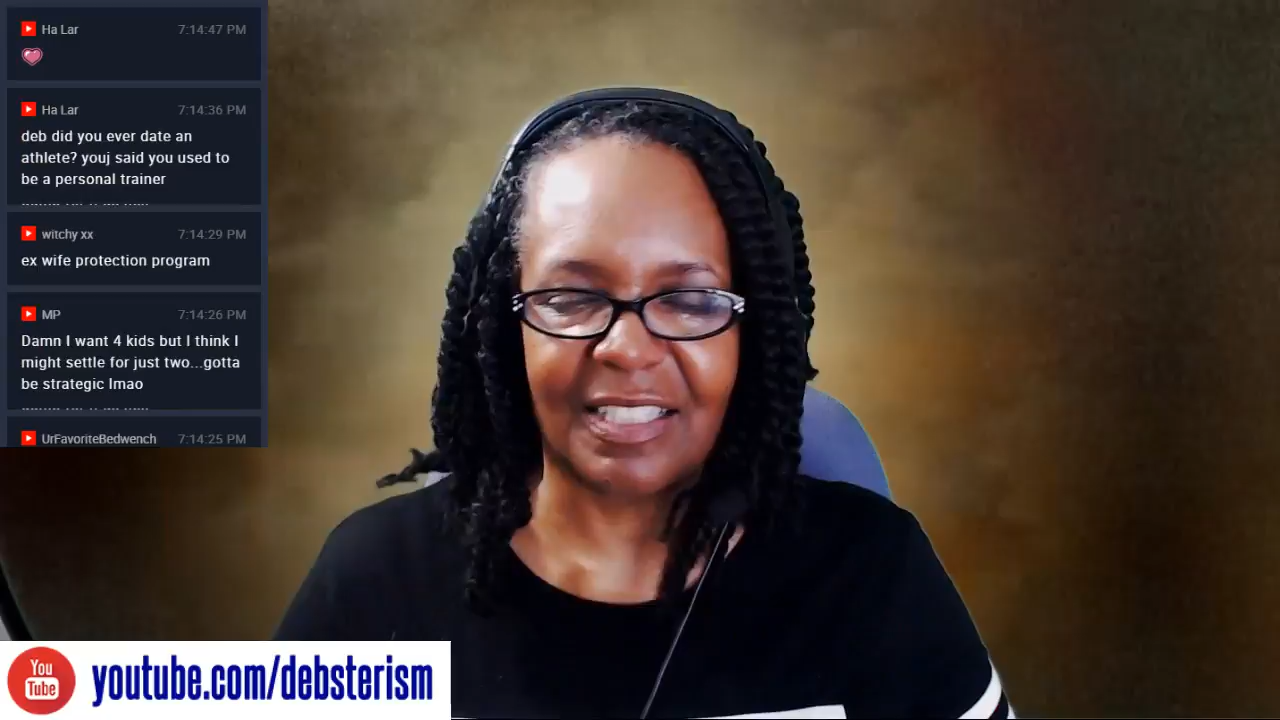 Ha Lar 7:14:47 PM
Ha Lar 7:14:36 PM
deb did you ever date an
athlete? youj said you used to
be a personal trainer
witchy xx 7:14:29 PM
ex wife protection program
MP 7:14:26 PM
Damn I want 4 kids but I think I
might settle for just two...gotta
be strategic lmao
UrFavoriteBedwench 7:14:25 PM
You
Tube
youtube.com/debsterism